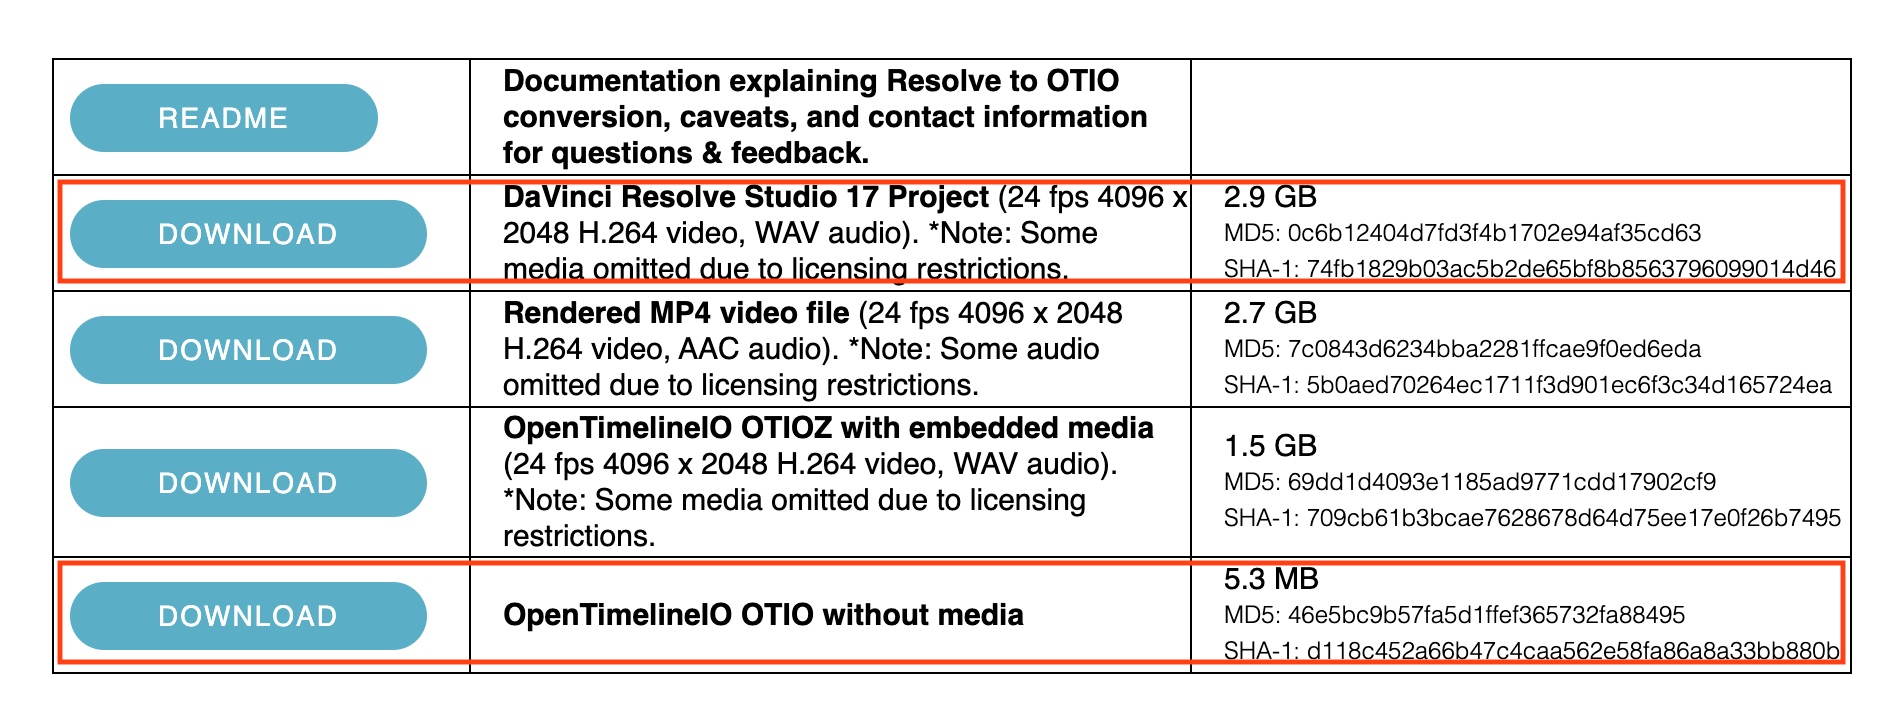 README
Documentation explaining Resolve to OTIO
conversion, caveats, and contact information
for questions & feedback.
DOWNLOAD
DaVinci Resolve Studio 17 Project (24 fps 4096 x
2048 H.264 video, WAV audio). *Note: Some
media omitted due to licensing restrictions.
2.9 GB
MD5: 0c6b12404d7fd3f4b1702e94af35cd63
SHA-1: 74fb1829b03ac5b2de65bf8b8563796099014d46
DOWNLOAD
Rendered MP4 video file (24 fps 4096 x 2048
H.264 video, AAC audio). *Note: Some audio
omitted due to licensing restrictions.
2.7 GB
MD5: 7c0843d6234bba2281ffcae9f0ed6eda
SHA-1: 5b0aed70264ec1711f3d901ec6f3c34d165724ea
DOWNLOAD
OpenTimelineIO OTIOZ with embedded media
(24 fps 4096 x 2048 H.264 video, WAV audio).
*Note: Some media omitted due to licensing
restrictions.
1.5 GB
MD5: 69dd1d4093e1185ad9771cdd17902cf9
SHA-1: 709cb61b3bcae7628678d64d75ee17e0f26b7495
DOWNLOAD
OpenTimelineIO OTIO without media
5.3 MB
MD5: 46e5bc9b57fa5d1ffef365732fa88495
SHA-1: d118c452a66b47c4caa562e58fa86a8a33bb880b